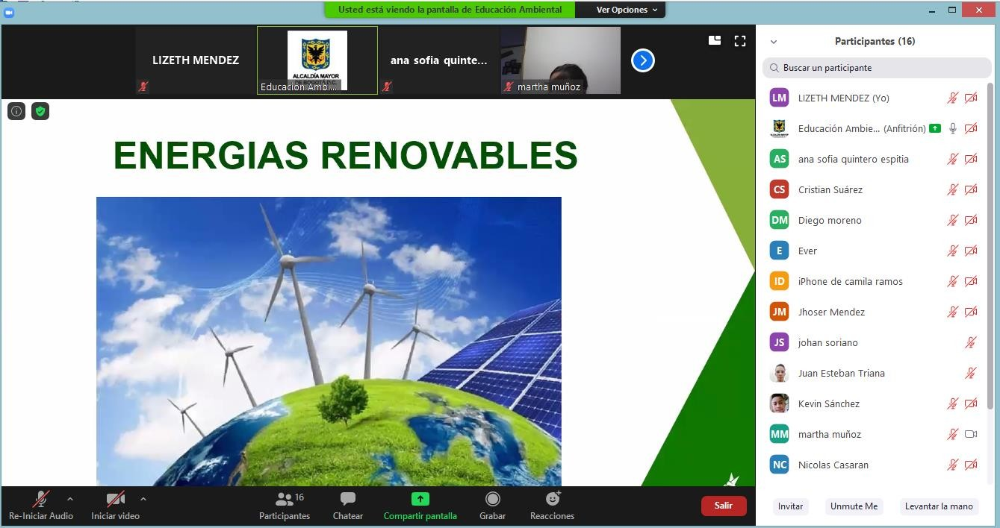 Usted está viendo la pantalla de Educación Ambiental
Ver Opciones
LIZETH MENDEZ
ALCALDÍA MAYOR
DE BOGOTÁ D.C.
Educación Ambi...
ana sofia quinte...
martha muñoz
ENERGIAS RENOVABLES
Participantes (16)
Buscar un participante
LM LIZETH MENDEZ (Yo)
Educación Ambie... (Anfitrión)
AS ana sofia quintero espitia
CS Cristian Suárez
DM Diego moreno
E Ever
ID iPhone de camila ramos
JM Jhoser Mendez
JS johan soriano
Juan Esteban Triana
Kevin Sánchez
MM martha muñoz
NC Nicolas Casaran
Invitar
Unmute Me
Levantar la mano
Re-Iniciar Audio
Iniciar video
16
Participantes
Chatear
Compartir pantalla
Grabar
Reacciones
Salir